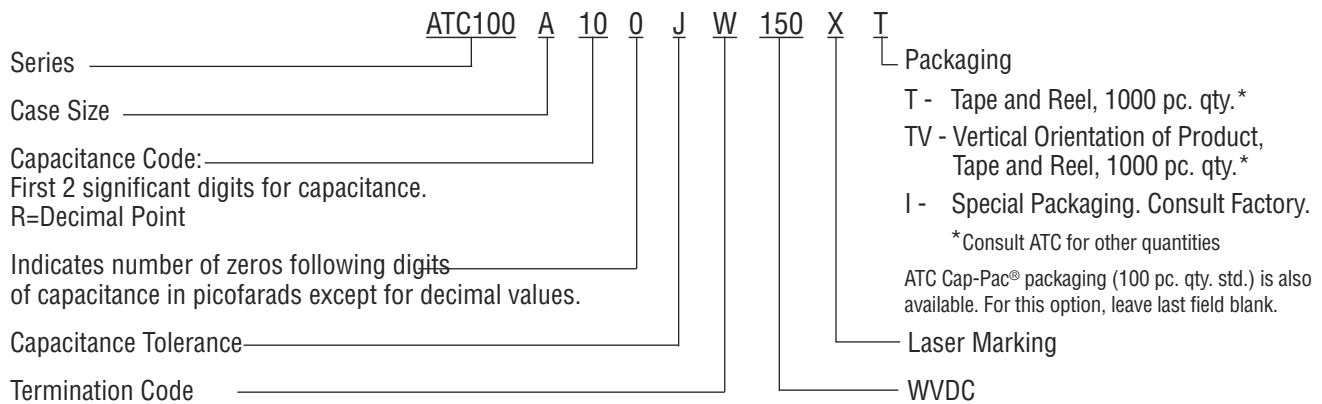 ATC100 A 10 0 J W 150 X T
Series
Case Size
Capacitance Code:
First 2 significant digits for capacitance.
R=Decimal Point
Indicates number of zeros following digits
of capacitance in picofarads except for decimal values.
Capacitance Tolerance
Termination Code
Packaging
T - Tape and Reel, 1000 pc. qty.*
TV - Vertical Orientation of Product,
Tape and Reel, 1000 pc. qty.*
I - Special Packaging. Consult Factory.
*Consult ATC for other quantities
ATC Cap-Pac® packaging (100 pc. qty. std.) is also
available. For this option, leave last field blank.
Laser Marking
WVDC